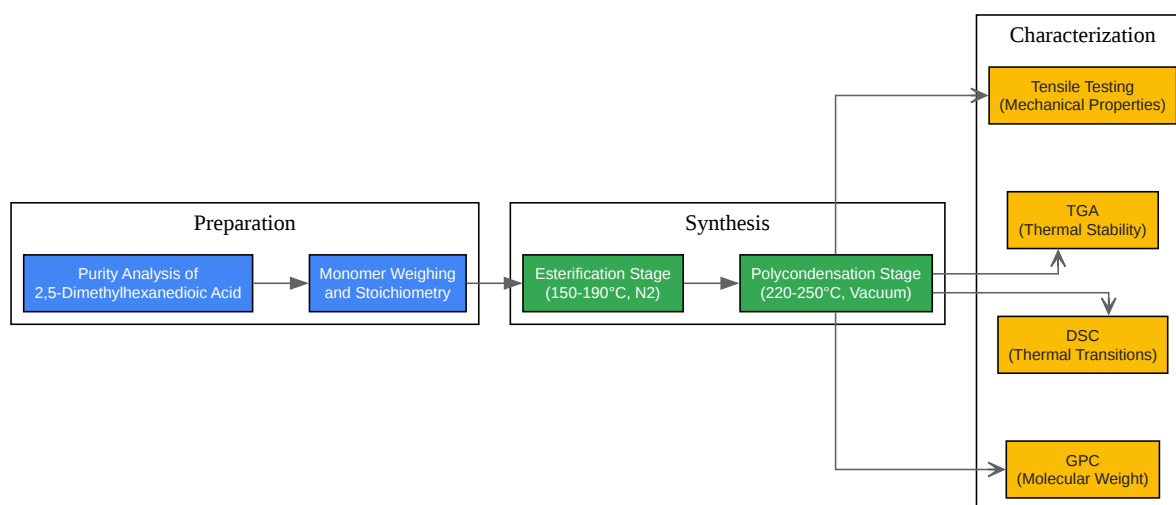 Preparation
Purity Analysis of
2,5-Dimethylhexanedioic Acid
Monomer Weighing
and Stoichiometry
Synthesis
Esterification Stage
(150-190°C, N2)
Polycondensation Stage
(220-250°C, Vacuum)
Characterization
Tensile Testing
(Mechanical Properties)
TGA
(Thermal Stability)
DSC
(Thermal Transitions)
GPC
(Molecular Weight)